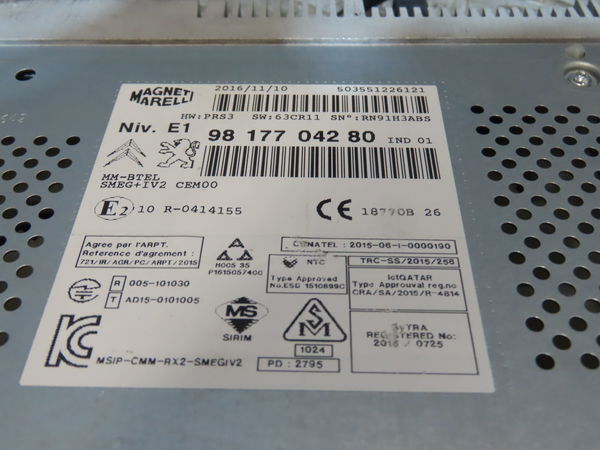 MAGNETI
MARELLI
2016/11/10 503551226121
HW:PRS3 SW:63CR11 SN°:RN91H3ABS
Niv. E1 98 177 042 80 IND 01
MM-BTEL
SMEG+IV2 CEM00
E2 10 R-0414155
CE 18770B 26
Agree par l'ARPT.
Reference d'agrement :
721/IR/AGR/PC/ARPT/2015
A
A A
H005 35
P1615057400
CONATEL : 2015-06-I-0000190
NTC
Type Approved
No.ESD 1510899C
TRC-SS/2015/258
ictQATAR
Type Approuval reg.no
CRA/SA/2015/R-4814
R 005-101030
T AD15-0101005
MS
SIRIM
1024
PD : 2795
REGISTERED No:
2016 / 0725
MSIP-CMM-RX2-SMEGIV2